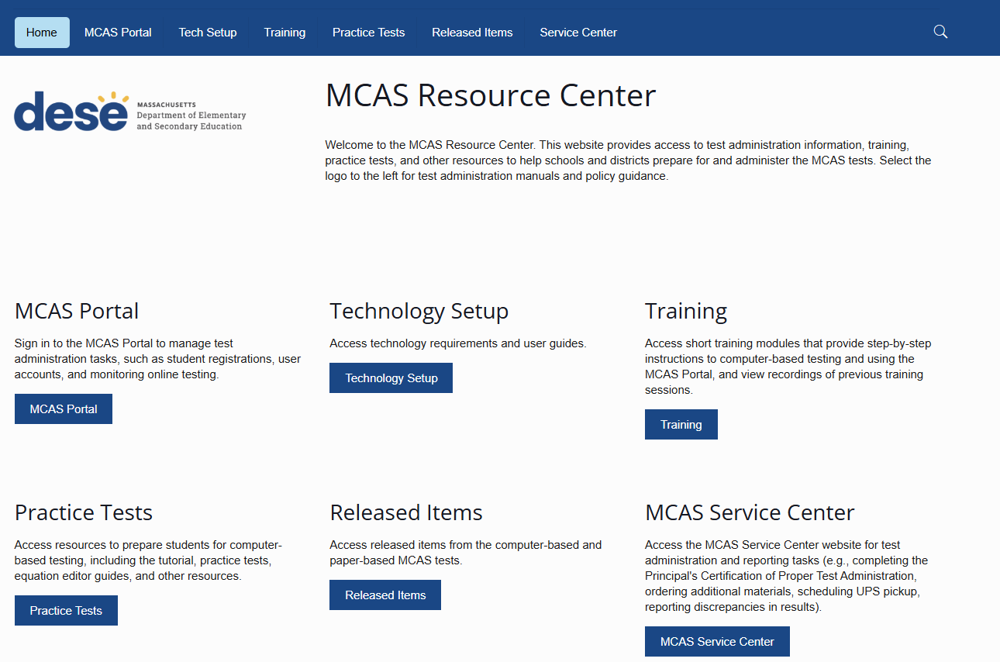 Home MCAS Portal Tech Setup Training Practice Tests Released Items Service Center
dese
MASSACHUSETTS
Department of Elementary
and Secondary Education
MCAS Resource Center
Welcome to the MCAS Resource Center. This website provides access to test administration information, training,
practice tests, and other resources to help schools and districts prepare for and administer the MCAS tests. Select the
logo to the left for test administration manuals and policy guidance.
MCAS Portal
Sign in to the MCAS Portal to manage test
administration tasks, such as student registrations, user
accounts, and monitoring online testing.
MCAS Portal
Technology Setup
Access technology requirements and user guides.
Technology Setup
Training
Access short training modules that provide step-by-step
instructions to computer-based testing and using the
MCAS Portal, and view recordings of previous training
sessions.
Training
Practice Tests
Access resources to prepare students for computer-
based testing, including the tutorial, practice tests,
equation editor guides, and other resources.
Practice Tests
Released Items
Access released items from the computer-based and
paper-based MCAS tests.
Released Items
MCAS Service Center
Access the MCAS Service Center website for test
administration and reporting tasks (e.g., completing the
Principal's Certification of Proper Test Administration,
ordering additional materials, scheduling UPS pickup,
reporting discrepancies in results).
MCAS Service Center